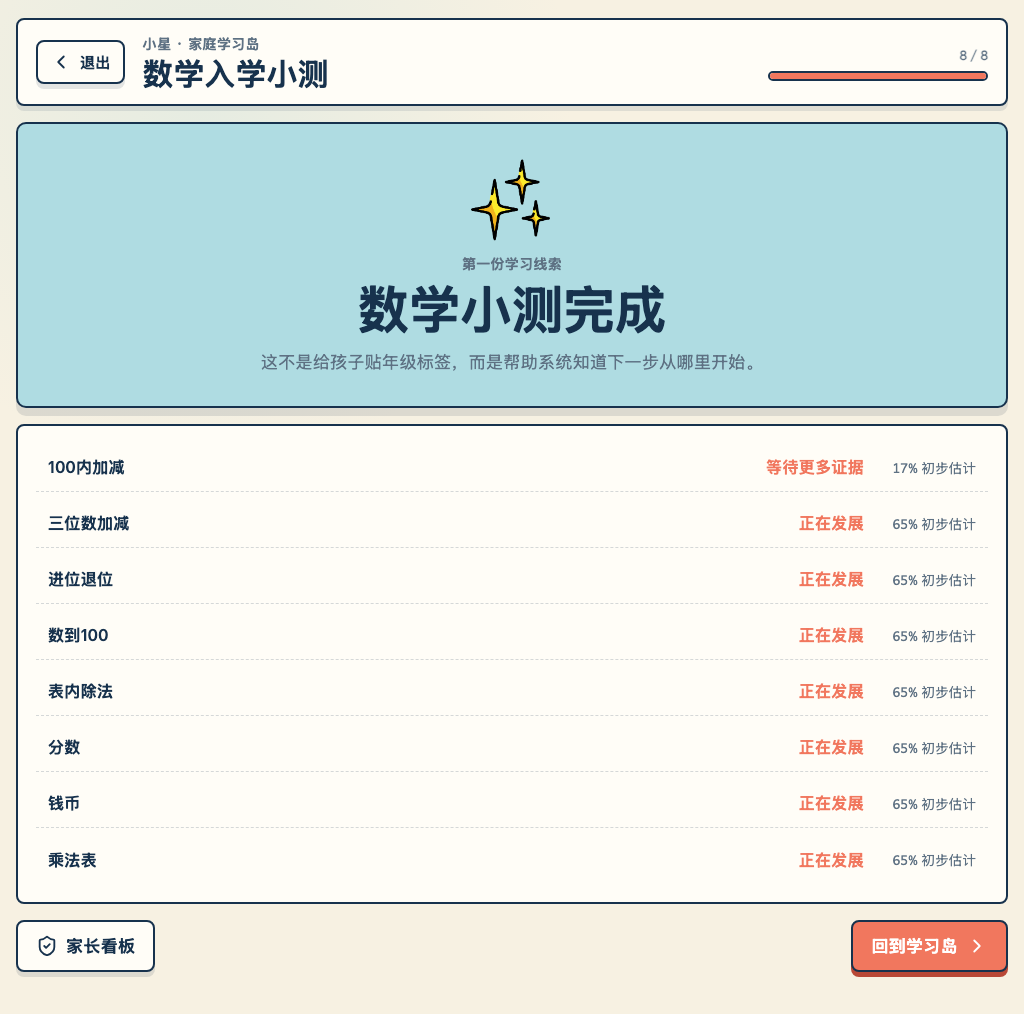 退出
小星 · 家庭学习岛
数学入学小测
8 / 8
第一份学习线索
数学小测完成
这不是给孩子贴年级标签，而是帮助系统知道下一步从哪里开始。
100内加减 等待更多证据 17% 初步估计
三位数加减 正在发展 65% 初步估计
进位退位 正在发展 65% 初步估计
数到100 正在发展 65% 初步估计
表内除法 正在发展 65% 初步估计
分数 正在发展 65% 初步估计
钱币 正在发展 65% 初步估计
乘法表 正在发展 65% 初步估计
家长看板
回到学习岛